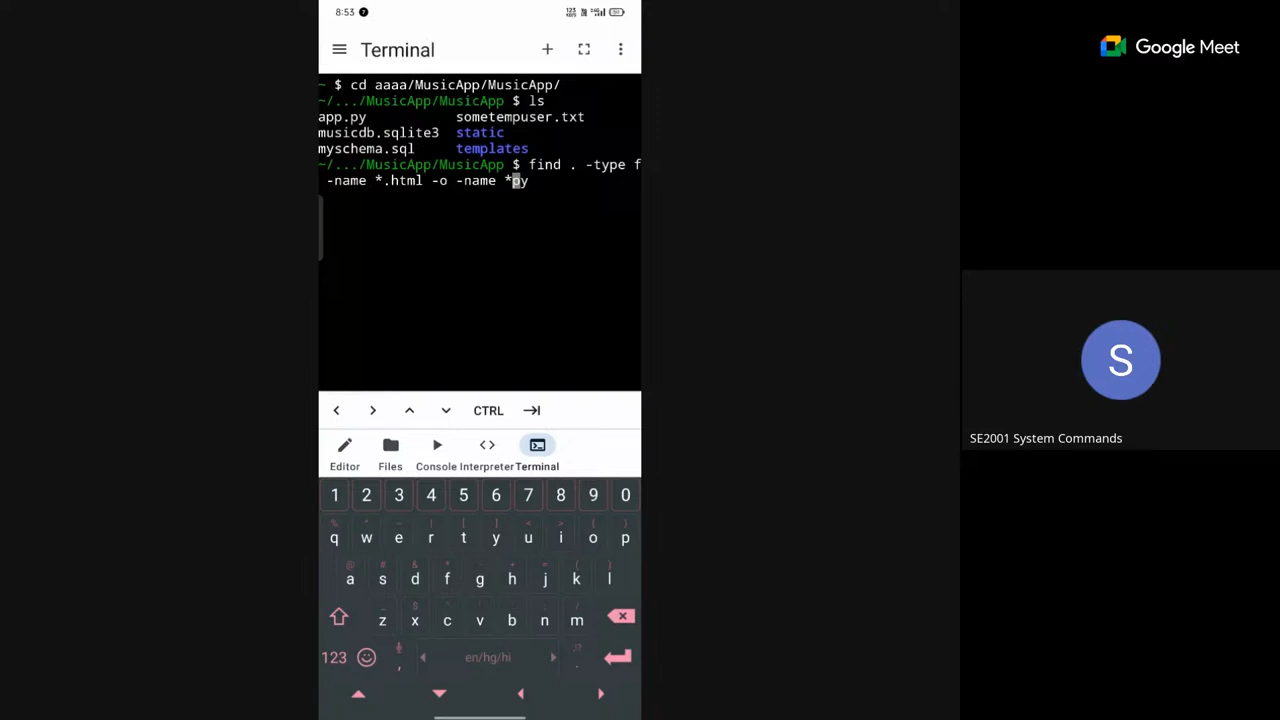 8:53
Google Meet
Terminal
~ $ cd aaaa/MusicApp/MusicApp/
~/.../MusicApp/MusicApp $ ls
app.py sometempuser.txt
musicdb.sqlite3 static
myschema.sql templates
~/.../MusicApp/MusicApp $ find . -type f
-name *.html -o -name *py
CTRL
Editor Files Console Interpreter Terminal
1 2 3 4 5 6 7 8 9 0
q w e r t y u i o p
a s d f g h j k l
z x c v b n m
123 , en/hg/hi .
S
SE2001 System Commands